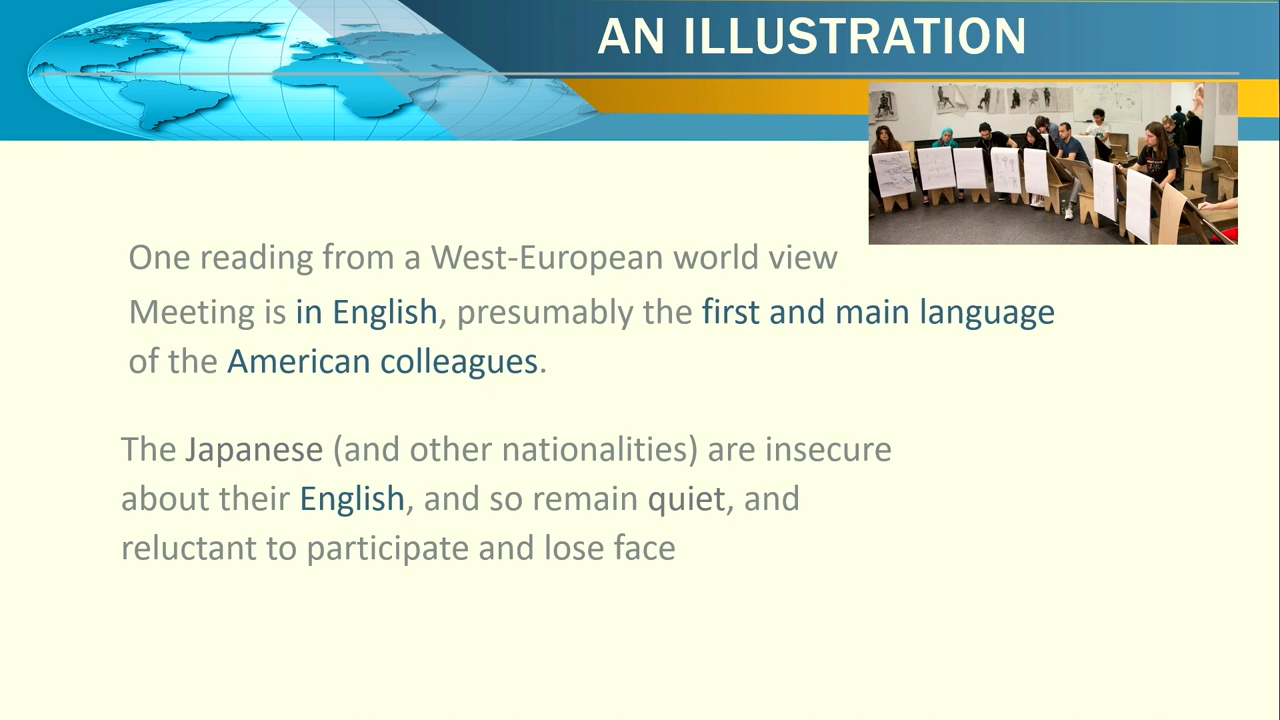 AN ILLUSTRATION
One reading from a West-European world view
Meeting is in English, presumably the first and main language
of the American colleagues.
The Japanese (and other nationalities) are insecure
about their English, and so remain quiet, and
reluctant to participate and lose face